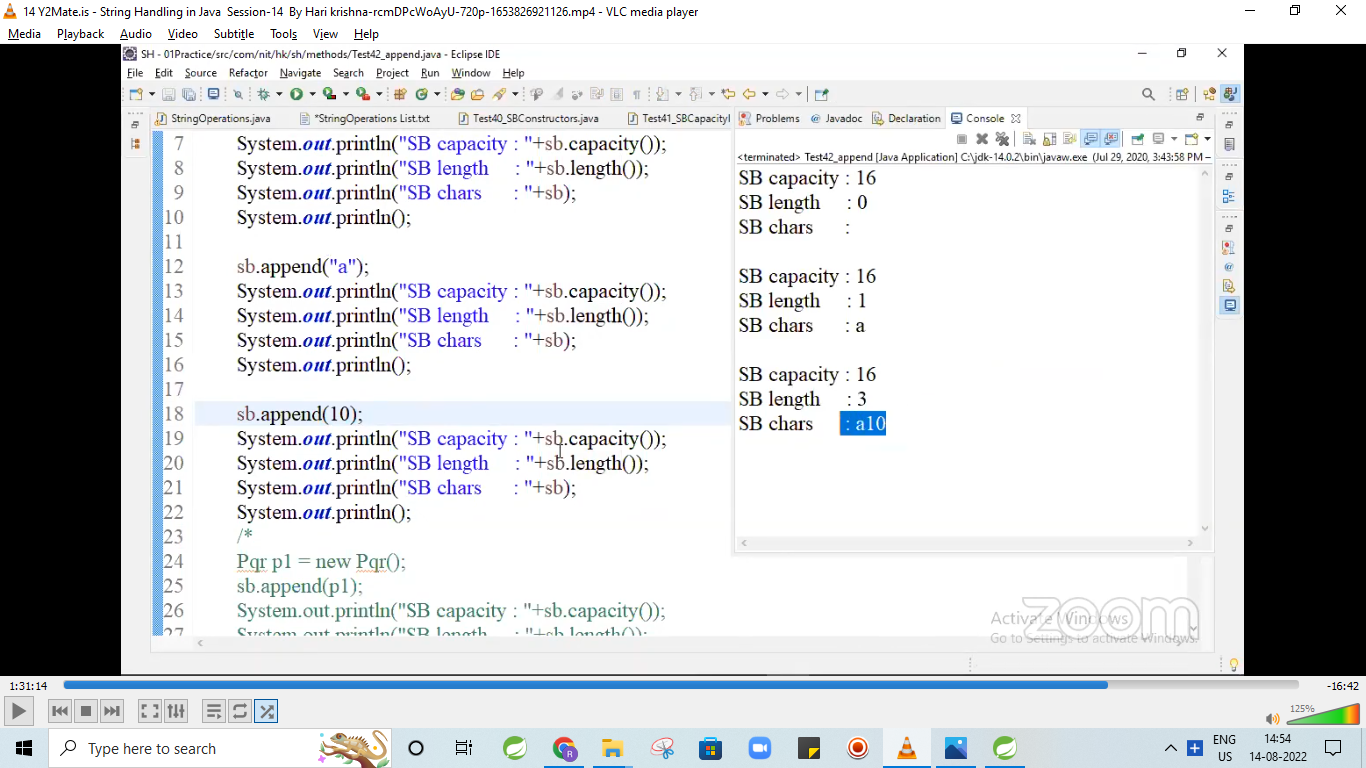 14 Y2Mate.is - String Handling in Java  Session-14  By Hari krishna-rcmDPcWoAyU-720p-1653826921126.mp4 - VLC media player
Media Playback Audio Video Subtitle Tools View Help
SH - 01Practice/src/com/nit/hk/sh/methods/Test42_append.java - Eclipse IDE
File Edit Source Refactor Navigate Search Project Run Window Help
StringOperations.java *StringOperations List.txt Test40_SBConstructors.java Test41_SBCapacityI
7 System.out.println("SB capacity : "+sb.capacity());
8 System.out.println("SB length : "+sb.length());
9 System.out.println("SB chars : "+sb);
10 System.out.println();
11
12 sb.append("a");
13 System.out.println("SB capacity : "+sb.capacity());
14 System.out.println("SB length : "+sb.length());
15 System.out.println("SB chars : "+sb);
16 System.out.println();
17
18 sb.append(10);
19 System.out.println("SB capacity : "+sb.capacity());
20 System.out.println("SB length : "+sb.length());
21 System.out.println("SB chars : "+sb);
22 System.out.println();
23 /*
24 Pqr p1 = new Pqr();
25 sb.append(p1);
26 System.out.println("SB capacity : "+sb.capacity());
27 System.out.println("SB length : "+sb.length());
Problems Javadoc Declaration Console
<terminated> Test42_append [Java Application] C:\jdk-14.0.2\bin\javaw.exe (Jul 29, 2020, 3:43:58 PM –
SB capacity : 16
SB length : 0
SB chars :
SB capacity : 16
SB length : 1
SB chars : a
SB capacity : 16
SB length : 3
SB chars : a10
zoom
Activate Windows
Go to Settings to activate Windows.
1:31:14
-16:42
125%
Type here to search
ENG
US
14:54
14-08-2022